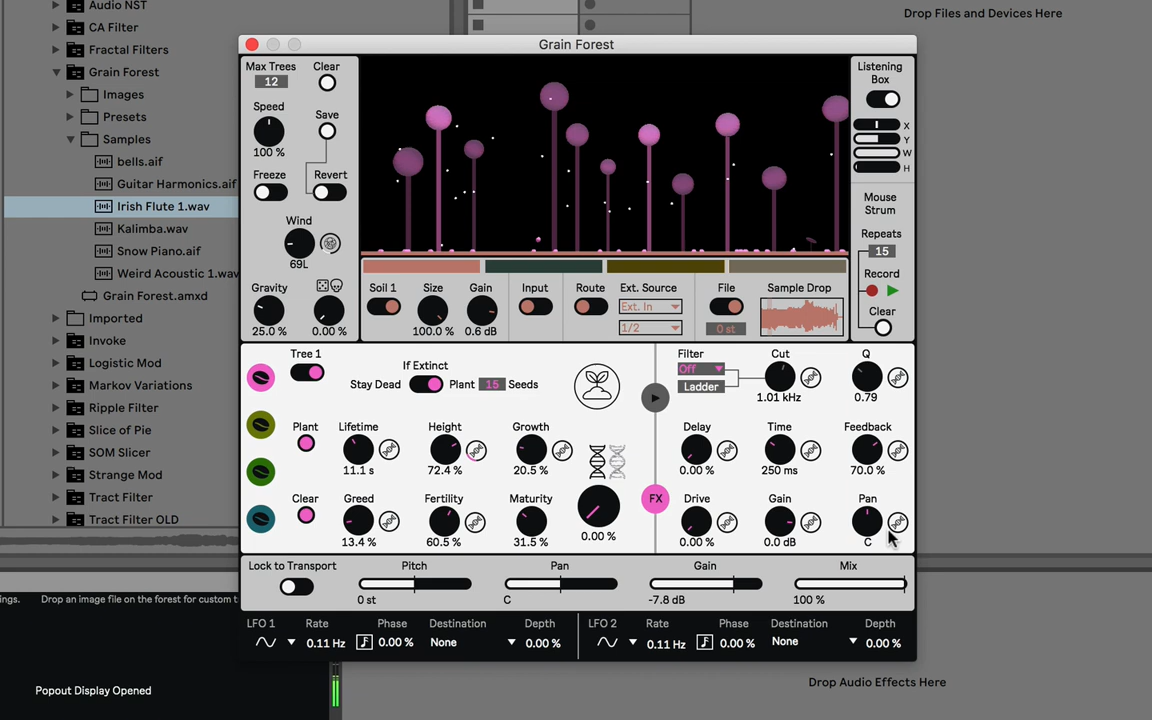 Audio NST
CA Filter
Fractal Filters
Grain Forest
Images
Presets
Samples
bells.aif
Guitar Harmonics.aif
Irish Flute 1.wav
Kalimba.wav
Snow Piano.aif
Weird Acoustic 1.wav
Grain Forest.amxd
Imported
Invoke
Logistic Mod
Markov Variations
Ripple Filter
Slice of Pie
SOM Slicer
Strange Mod
Tract Filter
Tract Filter OLD
Drop Files and Devices Here
Grain Forest
Max Trees
12
Clear
Speed
100 %
Save
Freeze
Revert
Wind
69L
Gravity
25.0 %
0.00 %
Listening
Box
X
Y
W
H
Mouse
Strum
Repeats
15
Record
Clear
Soil 1
Size
100.0 %
Gain
0.6 dB
Input
Route
Ext. Source
Ext. In
1/2
File
0 st
Sample Drop
Tree 1
If Extinct
Stay Dead
Plant
15
Seeds
Plant
Lifetime
11.1 s
Height
72.4 %
Growth
20.5 %
Clear
Greed
13.4 %
Fertility
60.5 %
Maturity
31.5 %
0.00 %
FX
Filter
Off
Ladder
Cut
1.01 kHz
Q
0.79
Delay
0.00 %
Time
250 ms
Feedback
70.0 %
Drive
0.00 %
Gain
0.0 dB
Pan
C
Lock to Transport
Pitch
0 st
Pan
C
Gain
-7.8 dB
Mix
100 %
LFO 1
Rate
0.11 Hz
Phase
0.00 %
Destination
None
Depth
0.00 %
LFO 2
Rate
0.11 Hz
Phase
0.00 %
Destination
None
Depth
0.00 %
ings.
Drop an image file on the forest for custom t
Popout Display Opened
Drop Audio Effects Here